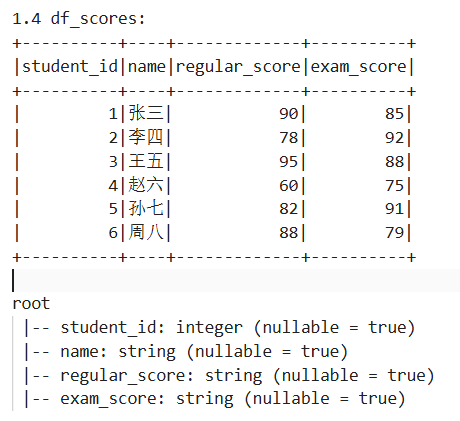 1.4 df_scores:
+----------+----+-------------+----------+
|student_id|name|regular_score|exam_score|
+----------+----+-------------+----------+
|         1|张三|           90|        85|
|         2|李四|           78|        92|
|         3|王五|           95|        88|
|         4|赵六|           60|        75|
|         5|孙七|           82|        91|
|         6|周八|           88|        79|
+----------+----+-------------+----------+
root
|-- student_id: integer (nullable = true)
|-- name: string (nullable = true)
|-- regular_score: string (nullable = true)
|-- exam_score: string (nullable = true)